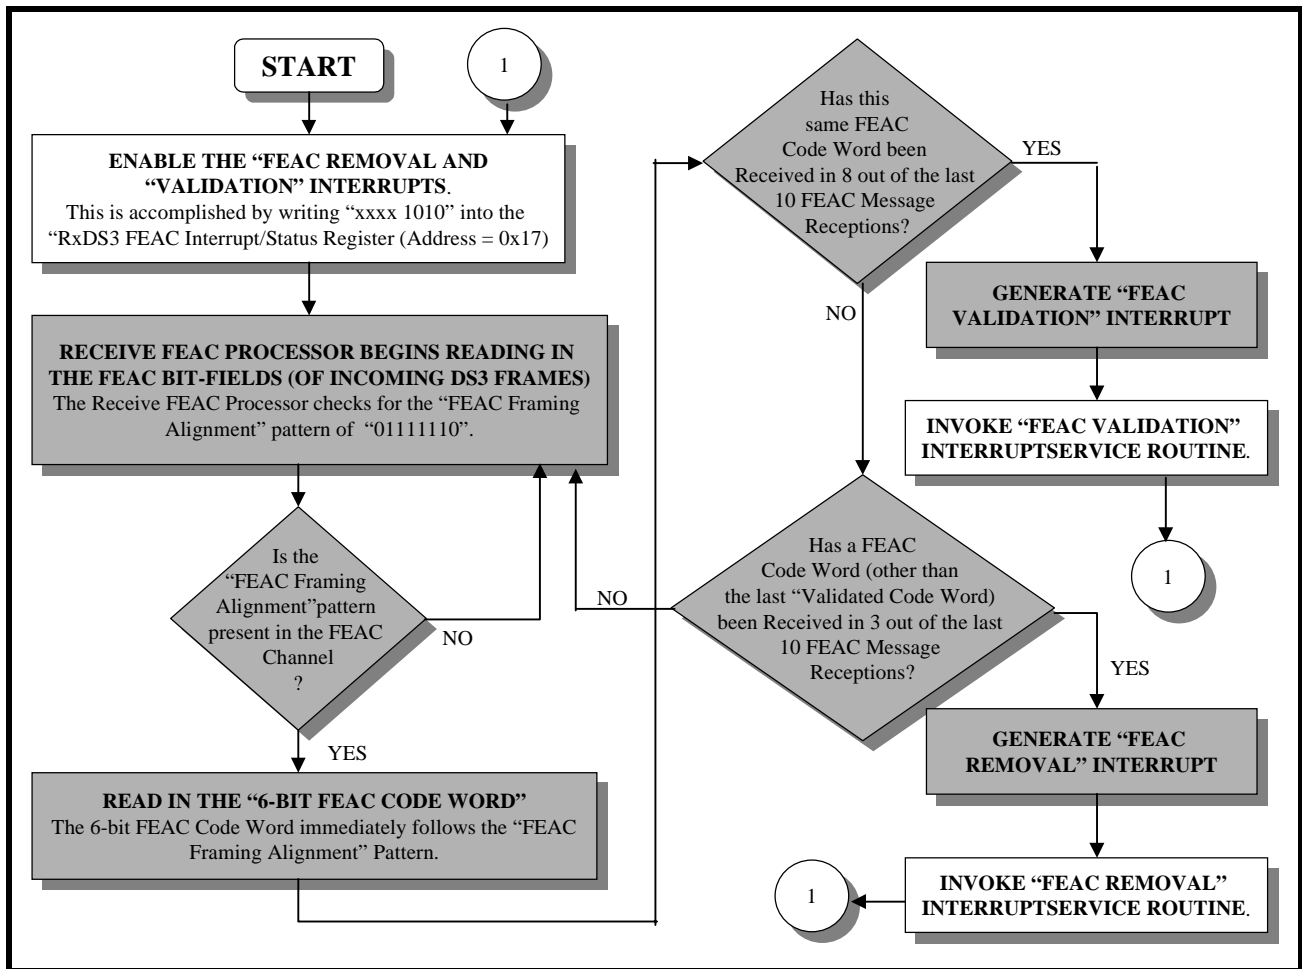 START
1
ENABLE THE “FEAC REMOVAL AND
“VALIDATION” INTERRUPTS.
This is accomplished by writing “xxxx 1010” into the
“RxDS3 FEAC Interrupt/Status Register (Address = 0x17)
RECEIVE FEAC PROCESSOR BEGINS READING IN
THE FEAC BIT-FIELDS (OF INCOMING DS3 FRAMES)
The Receive FEAC Processor checks for the “FEAC Framing
Alignment” pattern of “01111110”.
Is the
“FEAC Framing
Alignment”pattern
present in the FEAC
Channel
?
NO
YES
READ IN THE “6-BIT FEAC CODE WORD”
The 6-bit FEAC Code Word immediately follows the “FEAC
Framing Alignment” Pattern.
Has this
same FEAC
Code Word been
Received in 8 out of the last
10 FEAC Message
Receptions?
YES
NO
GENERATE “FEAC
VALIDATION” INTERRUPT
INVOKE “FEAC VALIDATION”
INTERRUPTSERVICE ROUTINE.
1
Has a FEAC
Code Word (other than
the last “Validated Code Word)
been Received in 3 out of the last
10 FEAC Message
Receptions?
NO
YES
GENERATE “FEAC
REMOVAL” INTERRUPT
INVOKE “FEAC REMOVAL”
INTERRUPTSERVICE ROUTINE.
1